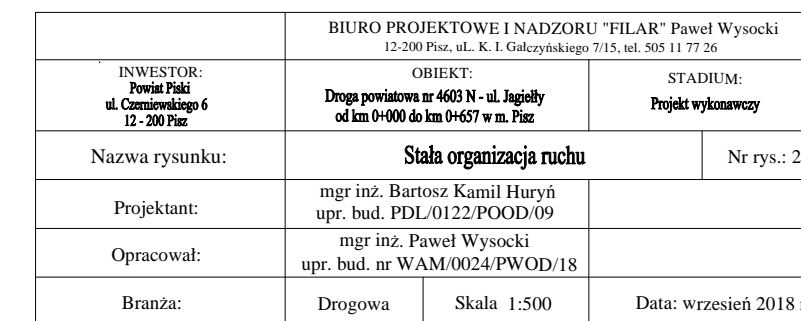 BIURO PROJEKTOWE I NADZORU "FILAR" Paweł Wysocki
12-200 Pisz, uL. K. I. Gałczyńskiego 7/15, tel. 505 11 77 26
INWESTOR:
Powiat Piski
ul. Czerniewskiego 6
12 - 200 Pisz
OBIEKT:
Droga powiatowa nr 4603 N - ul. Jagiełły
od km 0+000 do km 0+657 w m. Pisz
STADIUM:
Projekt wykonawczy
Nazwa rysunku:
Stała organizacja ruchu
Nr rys.: 2
Projektant:
mgr inż. Bartosz Kamil Huryń
upr. bud. PDL/0122/POOD/09
Opracował:
mgr inż. Paweł Wysocki
upr. bud. nr WAM/0024/PWOD/18
Branża:
Drogowa
Skala 1:500
Data: wrzesień 2018